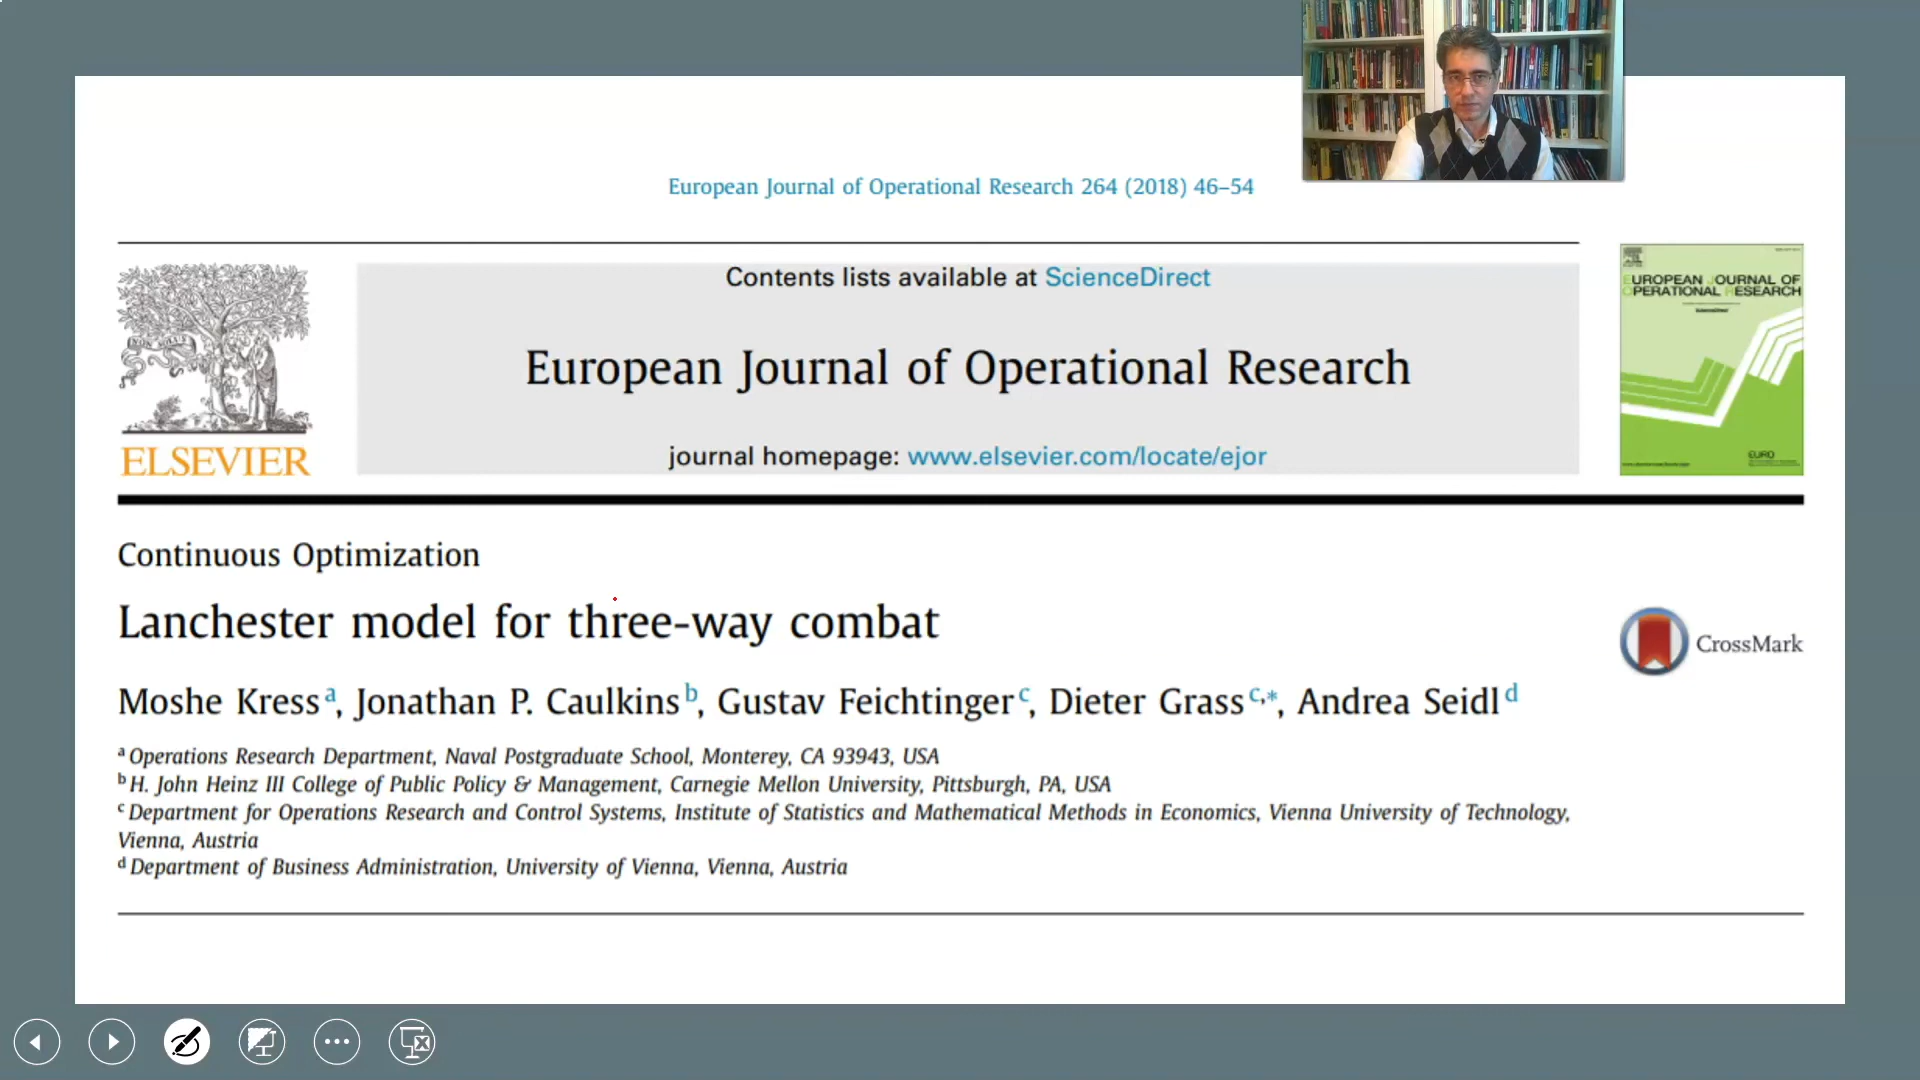 European Journal of Operational Research 264 (2018) 46–54
Contents lists available at ScienceDirect
European Journal of Operational Research
journal homepage: www.elsevier.com/locate/ejor
NON SOLUS
ELSEVIER
EUROPEAN JOURNAL OF
OPERATIONAL RESEARCH
ScienceDirect
EURO
Continuous Optimization
Lanchester model for three-way combat
CrossMark
Moshe Kress a, Jonathan P. Caulkins b, Gustav Feichtinger c, Dieter Grass c,*, Andrea Seidl d
a Operations Research Department, Naval Postgraduate School, Monterey, CA 93943, USA
b H. John Heinz III College of Public Policy & Management, Carnegie Mellon University, Pittsburgh, PA, USA
c Department for Operations Research and Control Systems, Institute of Statistics and Mathematical Methods in Economics, Vienna University of Technology,
Vienna, Austria
d Department of Business Administration, University of Vienna, Vienna, Austria